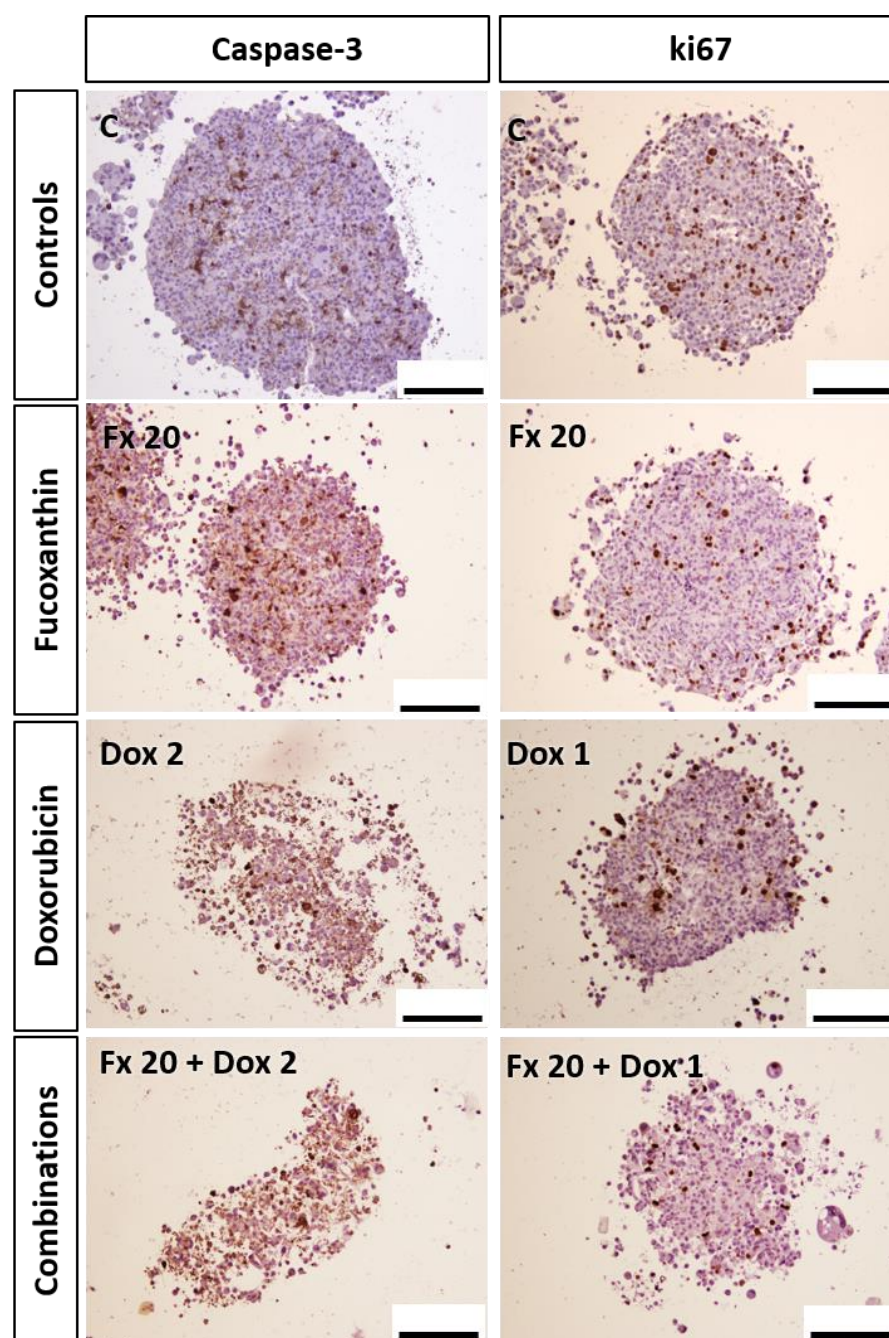 Caspase-3
ki67
Controls
C
C
Fucoxanthin
Fx 20
Fx 20
Doxorubicin
Dox 2
Dox 1
Combinations
Fx 20 + Dox 2
Fx 20 + Dox 1